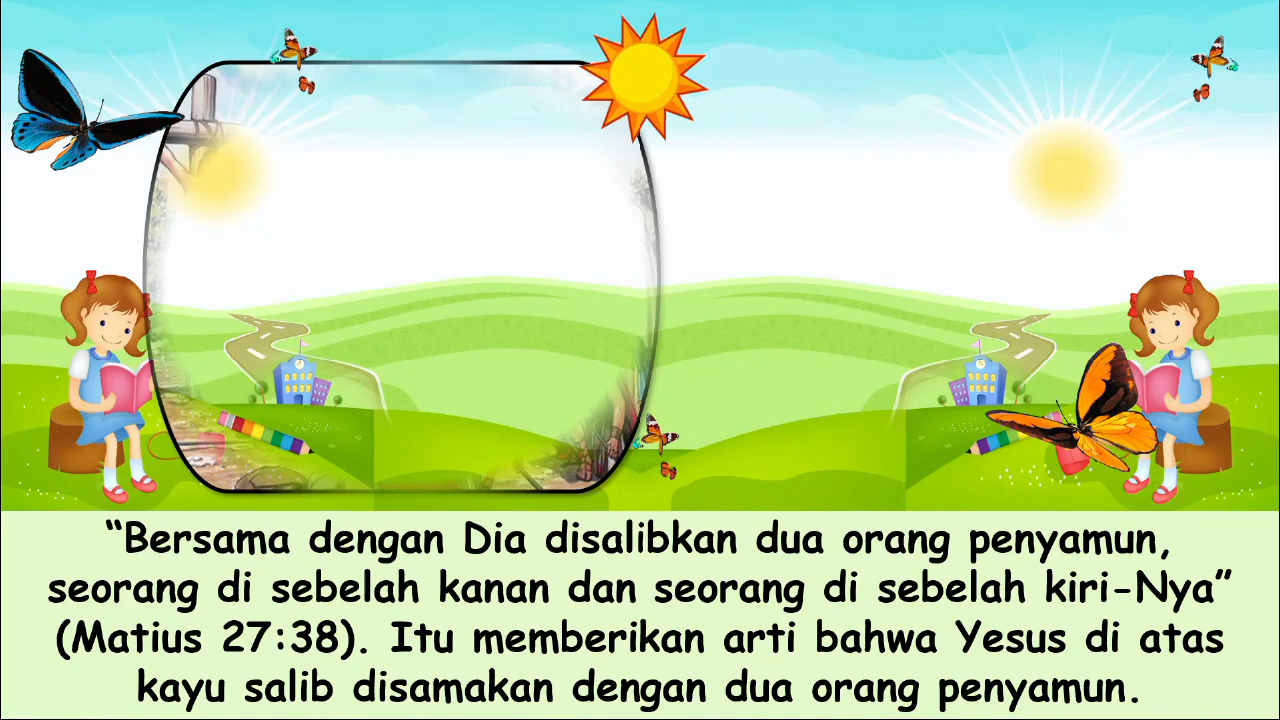 “Bersama dengan Dia disalibkan dua orang penyamun,
seorang di sebelah kanan dan seorang di sebelah kiri-Nya”
(Matius 27:38). Itu memberikan arti bahwa Yesus di atas
kayu salib disamakan dengan dua orang penyamun.